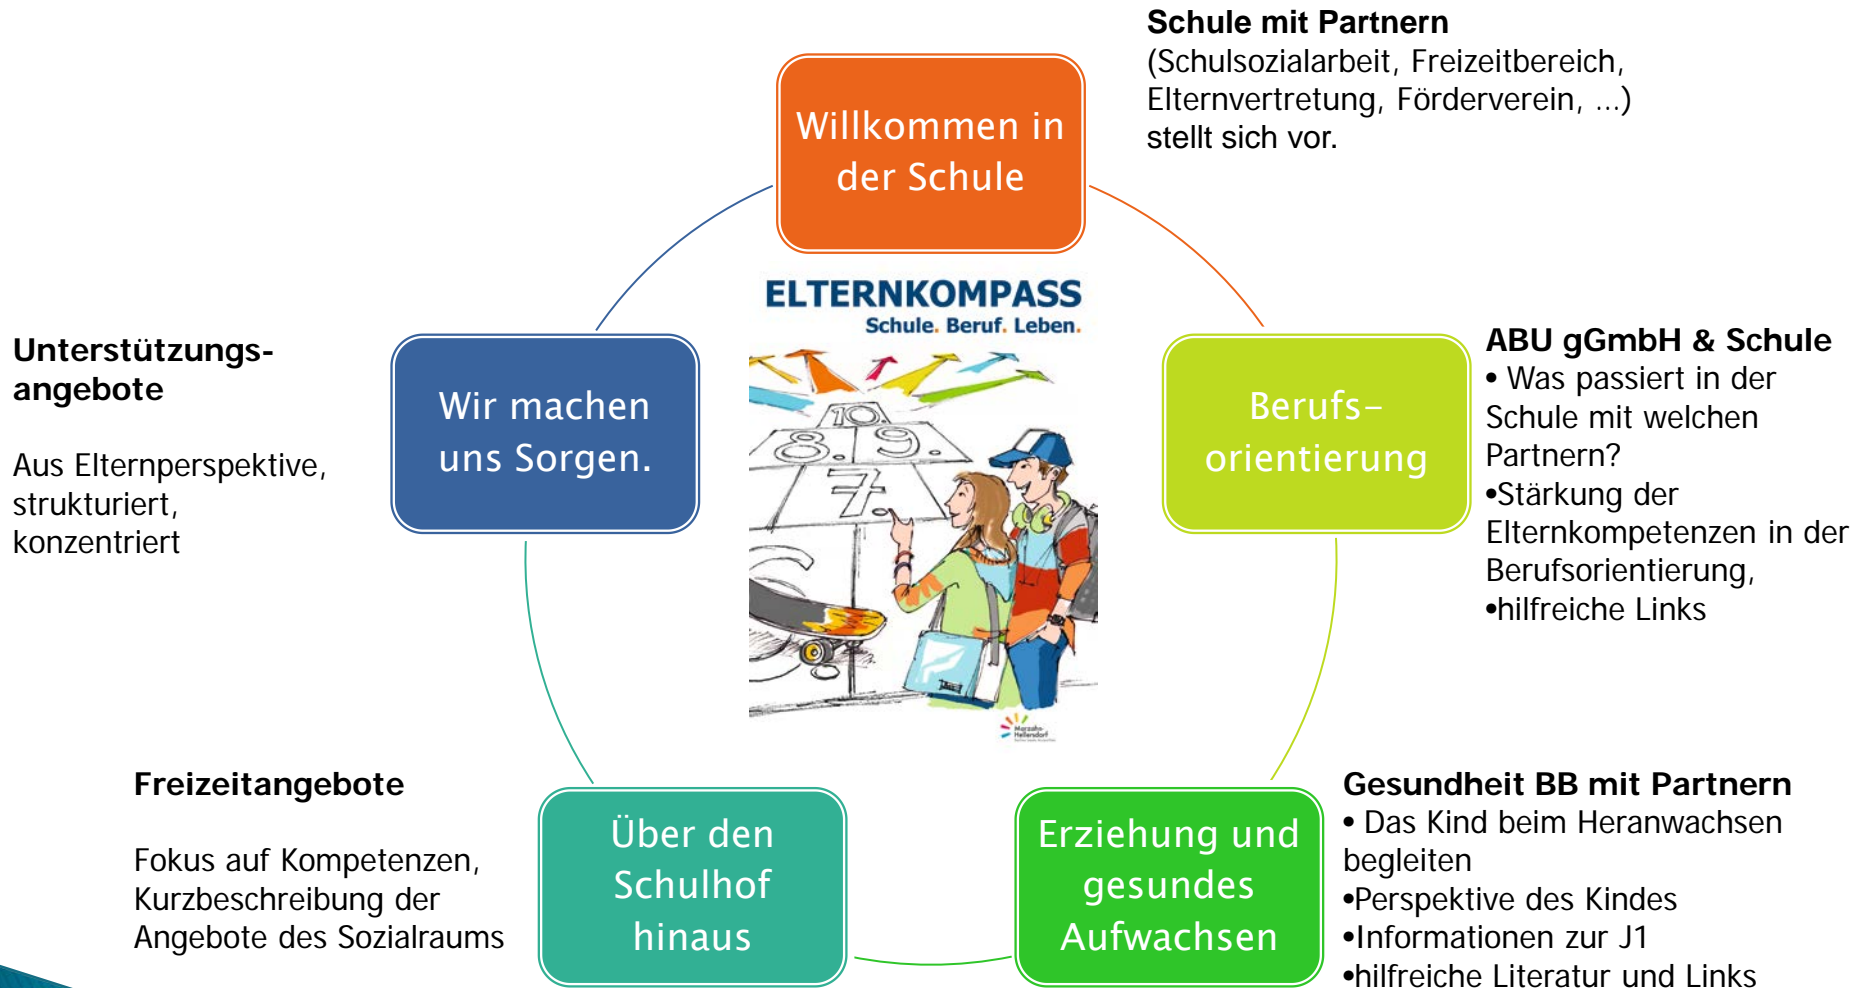 Schule mit Partnern
(Schulsozialarbeit, Freizeitbereich,
Elternvertretung, Förderverein, ...)
stellt sich vor.
Willkommen in
der Schule
ELTERNKOMPASS
Schule. Beruf. Leben.
10.
8. 9.
7.
Marzahn-
Hellersdorf
Berufs-
orientierung
ABU gGmbH & Schule
• Was passiert in der
Schule mit welchen
Partnern?
•Stärkung der
Elternkompetenzen in der
Berufsorientierung,
•hilfreiche Links
Erziehung und
gesundes
Aufwachsen
Gesundheit BB mit Partnern
• Das Kind beim Heranwachsen
begleiten
•Perspektive des Kindes
•Informationen zur J1
•hilfreiche Literatur und Links
Über den
Schulhof
hinaus
Freizeitangebote
Fokus auf Kompetenzen,
Kurzbeschreibung der
Angebote des Sozialraums
Wir machen
uns Sorgen.
Unterstützungs-
angebote
Aus Elternperspektive,
strukturiert,
konzentriert